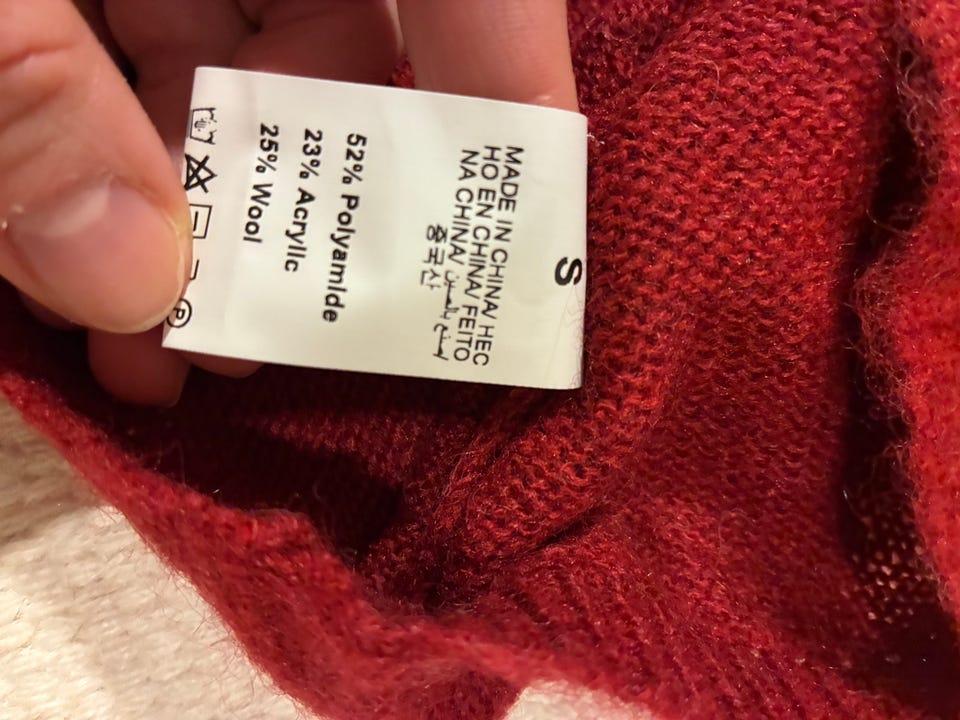 S
MADE IN CHINA/ HEC
HO EN CHINA/ FEITO
NA CHINA/ صنع بالصين
중국산
52% Polyamide
23% Acrylic
25% Wool
P